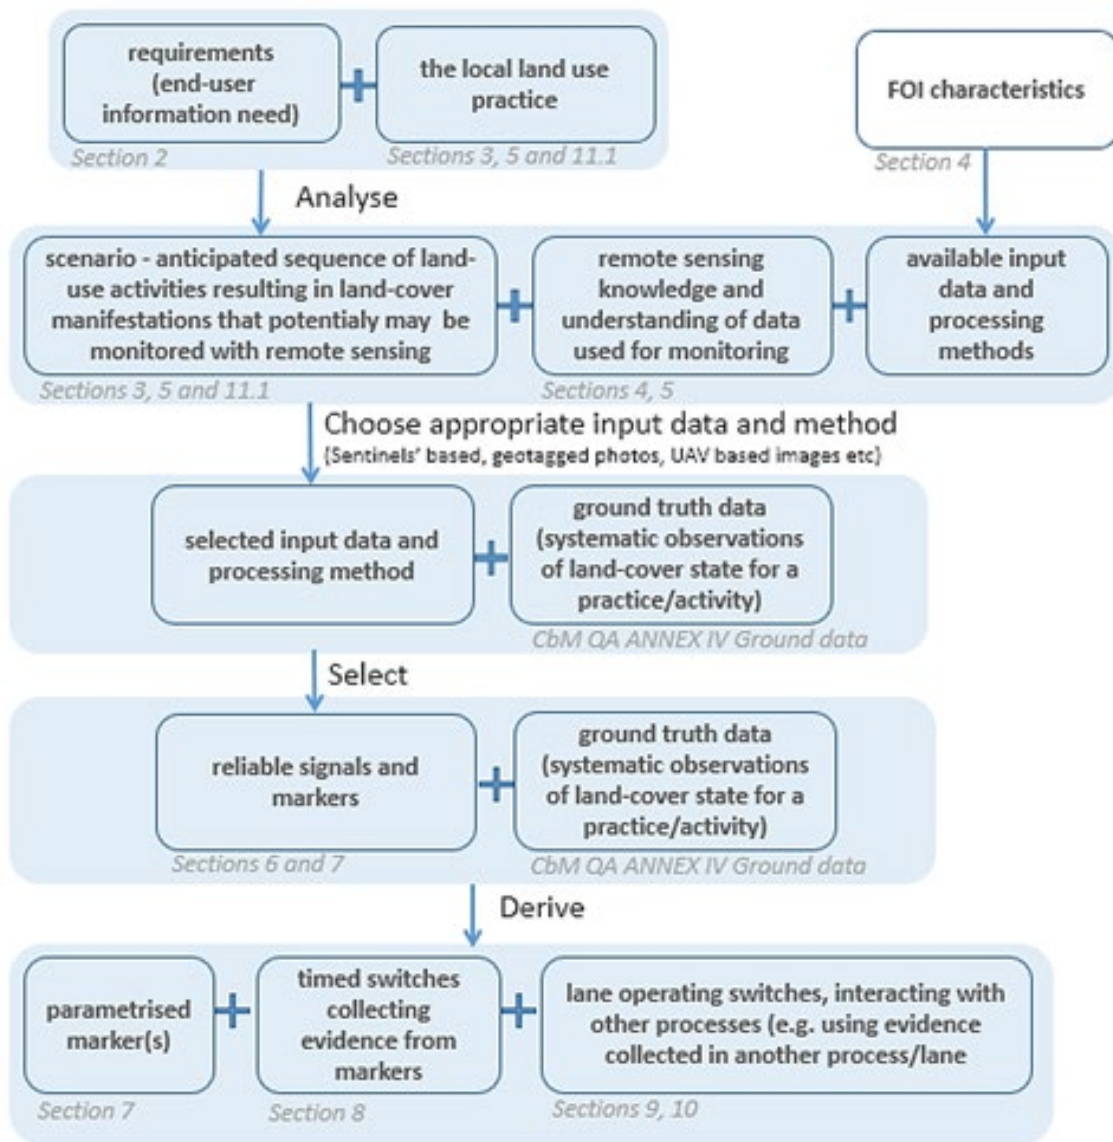 requirements
(end-user
information need)
+
the local land use
practice
FOI characteristics
Section 2
Sections 3, 5 and 11.1
Section 4
Analyse
scenario - anticipated sequence of land-
use activities resulting in land-cover
manifestations that potentialy may be
monitored with remote sensing
+
remote sensing
knowledge and
understanding of data
used for monitoring
+
available input
data and
processing
methods
Sections 3, 5 and 11.1
Sections 4, 5
Choose appropriate input data and method
(Sentinels' based, geotagged photos, UAV based images etc)
selected input data and
processing method
+
ground truth data
(systematic observations
of land-cover state for a
practice/activity)
CbM QA ANNEX IV Ground data
Select
reliable signals and
markers
+
ground truth data
(systematic observations
of land-cover state for a
practice/activity)
Sections 6 and 7
CbM QA ANNEX IV Ground data
Derive
parametrised
marker(s)
+
timed switches
collecting
evidence from
markers
+
lane operating switches, interacting with
other processes (e.g. using evidence
collected in another process/lane
Section 7
Section 8
Sections 9, 10